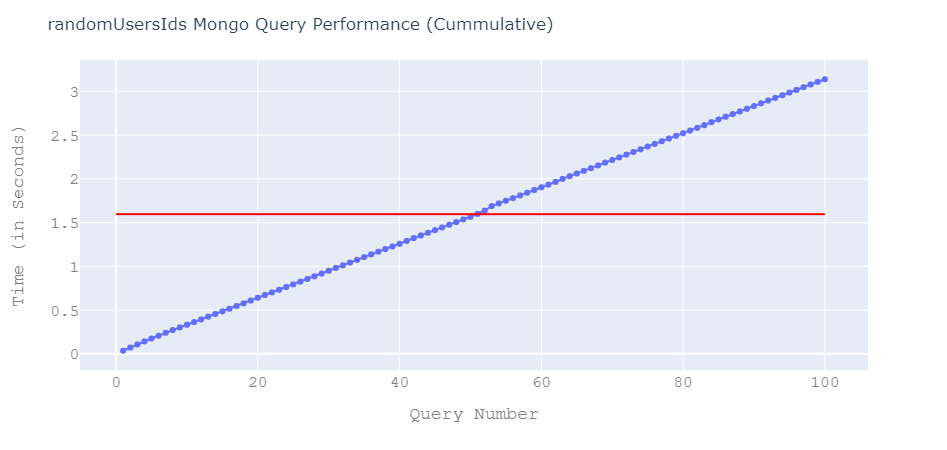 randomUsersIds Mongo Query Performance (Cummulative)
Time (in Seconds)
3
2.5
2
1.5
1
0.5
0
0 20 40 60 80 100
Query Number